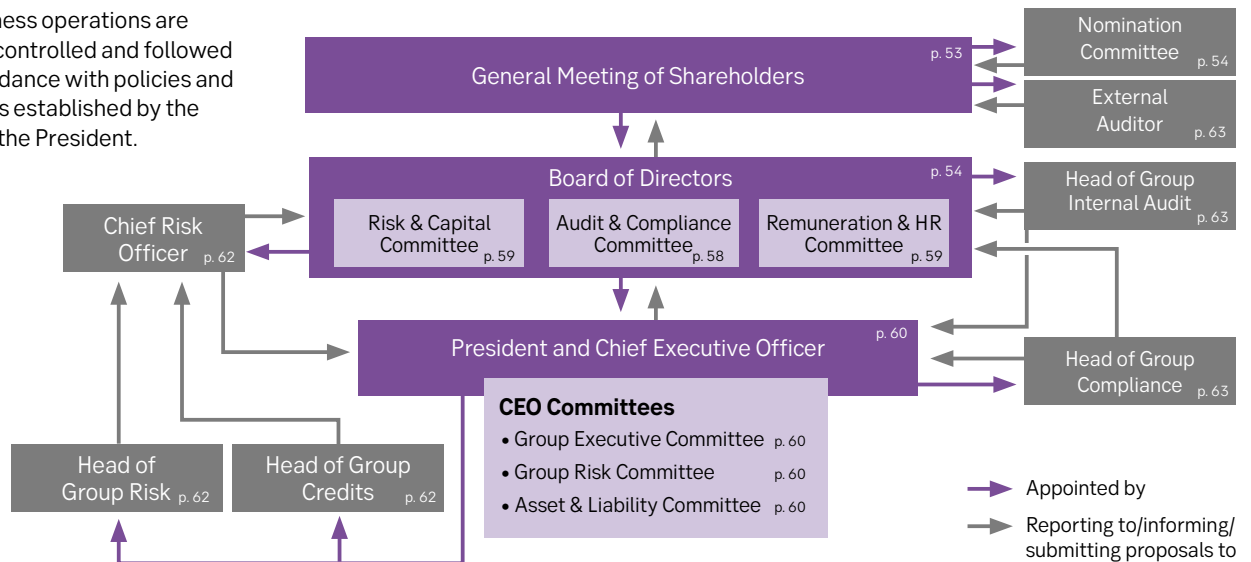 ness operations are
controlled and followed
dance with policies and
s established by the
the President.
General Meeting of Shareholders
p. 53
Nomination
Committee
p. 54
External
Auditor
p. 63
Board of Directors
p. 54
Risk & Capital
Committee
p. 59
Audit & Compliance
Committee
p. 58
Remuneration & HR
Committee
p. 59
Head of Group
Internal Audit
p. 63
Chief Risk
Officer p. 62
President and Chief Executive Officer
p. 60
Head of Group
Compliance
p. 63
CEO Committees
• Group Executive Committee p. 60
• Group Risk Committee p. 60
• Asset & Liability Committee p. 60
Head of
Group Risk p. 62
Head of Group
Credits p. 62
Appointed by
Reporting to/informing/
submitting proposals to